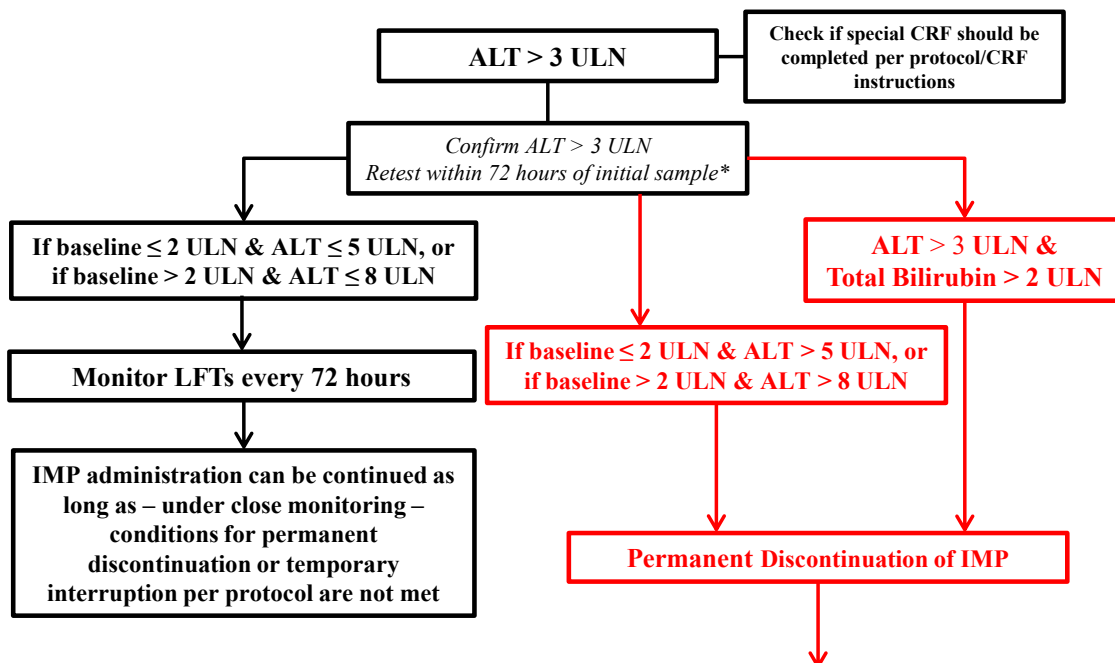 ALT > 3 ULN
Check if special CRF should be
completed per protocol/CRF
instructions
Confirm ALT > 3 ULN
Retest within 72 hours of initial sample*
If baseline ≤ 2 ULN & ALT ≤ 5 ULN, or
if baseline > 2 ULN & ALT ≤ 8 ULN
ALT > 3 ULN &
Total Bilirubin > 2 ULN
If baseline ≤ 2 ULN & ALT > 5 ULN, or
if baseline > 2 ULN & ALT > 8 ULN
Monitor LFTs every 72 hours
IMP administration can be continued as
long as – under close monitoring –
conditions for permanent
discontinuation or temporary
interruption per protocol are not met
Permanent Discontinuation of IMP